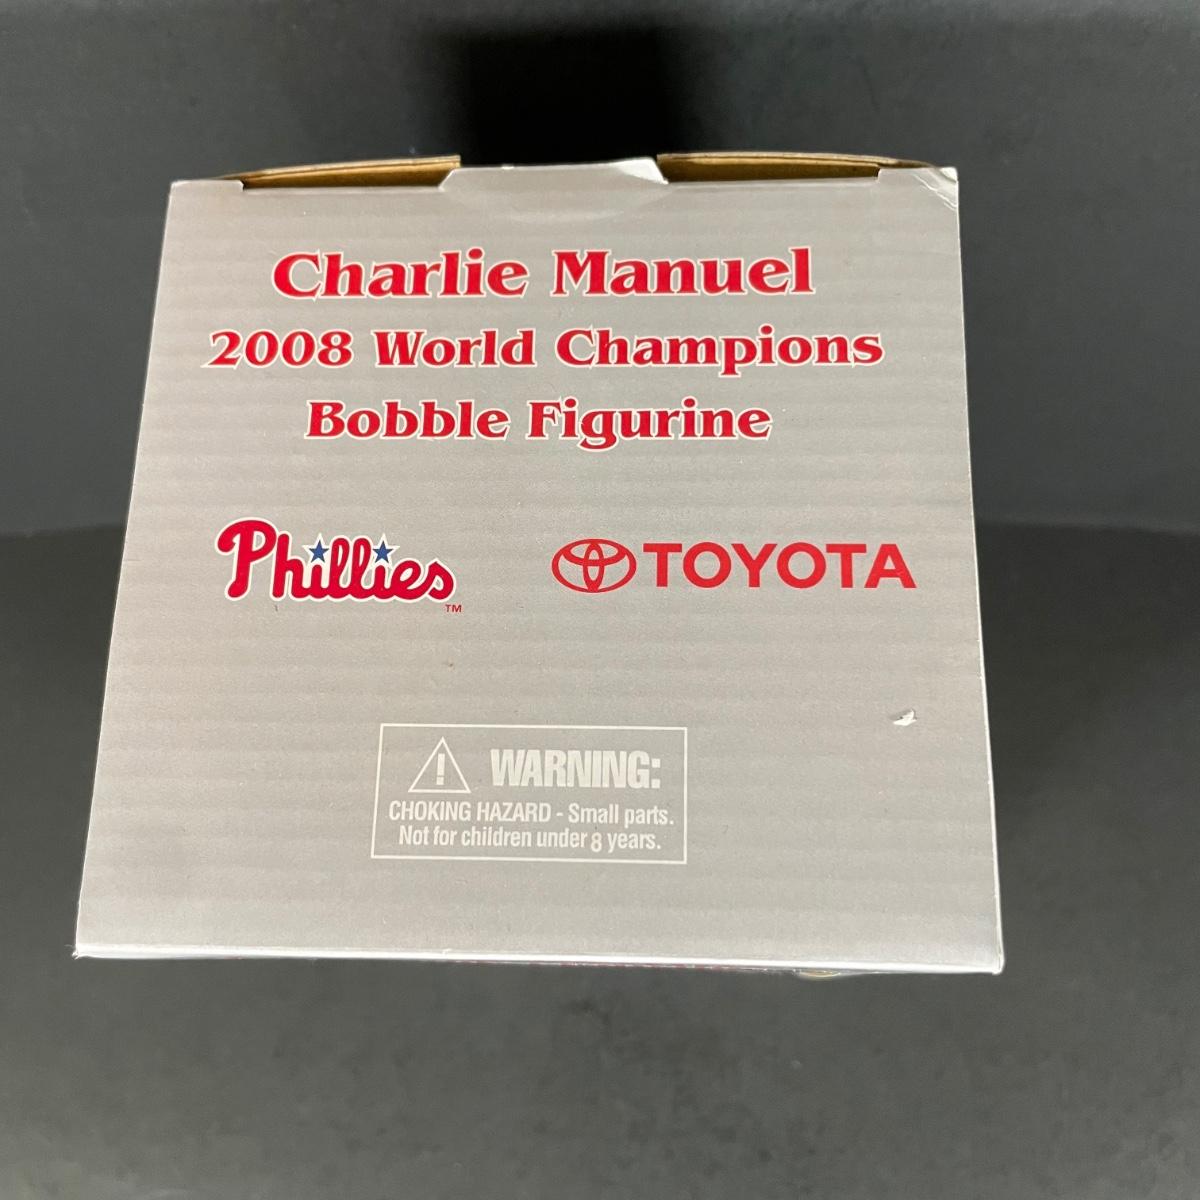 Charlie Manuel
2008 World Champions
Bobble Figurine
Phillies TM
TOYOTA
WARNING:
CHOKING HAZARD - Small parts.
Not for children under 8 years.